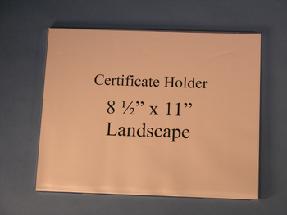 Certificate Holder
8 ½” x 11”
Landscape